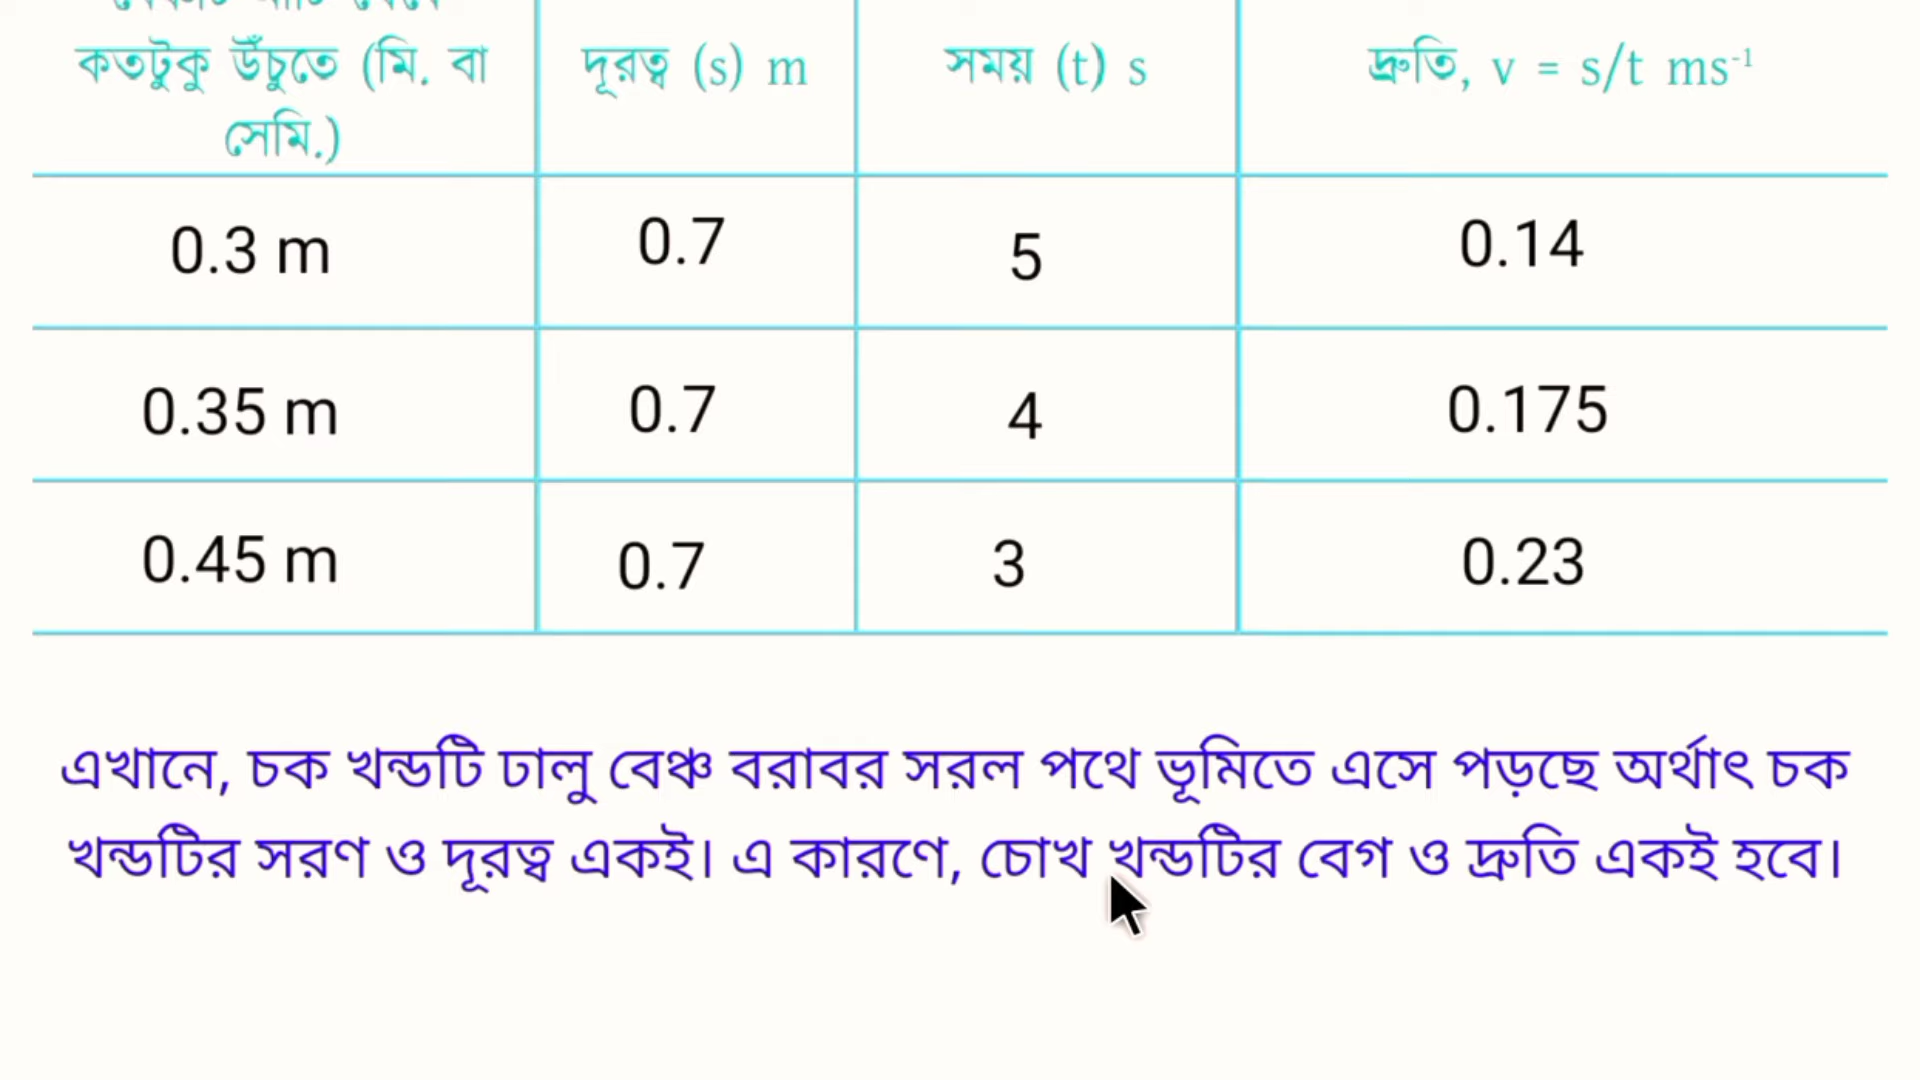 কতটুকু উঁচুতে (মি. বা
সেমি.)
দূরত্ব (s) m
সময় (t) s
দ্রুতি, v = s/t ms⁻¹
0.3 m 0.7 5 0.14
0.35 m 0.7 4 0.175
0.45 m 0.7 3 0.23
এখানে, চক খন্ডটি ঢালু বেঞ্চ বরাবর সরল পথে ভূমিতে এসে পড়ছে অর্থাৎ চক
খন্ডটির সরণ ও দূরত্ব একই। এ কারণে, চোখ খন্ডটির বেগ ও দ্রুতি একই হবে।